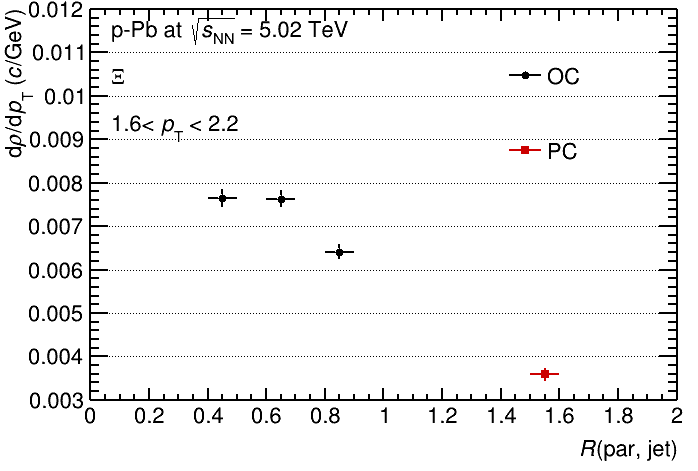 p-Pb at √sNN = 5.02 TeV
Ξ
1.6< pT < 2.2
OC
PC
dρ/dpT (c/GeV)
0.012
0.011
0.01
0.009
0.008
0.007
0.006
0.005
0.004
0.003
0 0.2 0.4 0.6 0.8 1 1.2 1.4 1.6 1.8 2
R(par, jet)